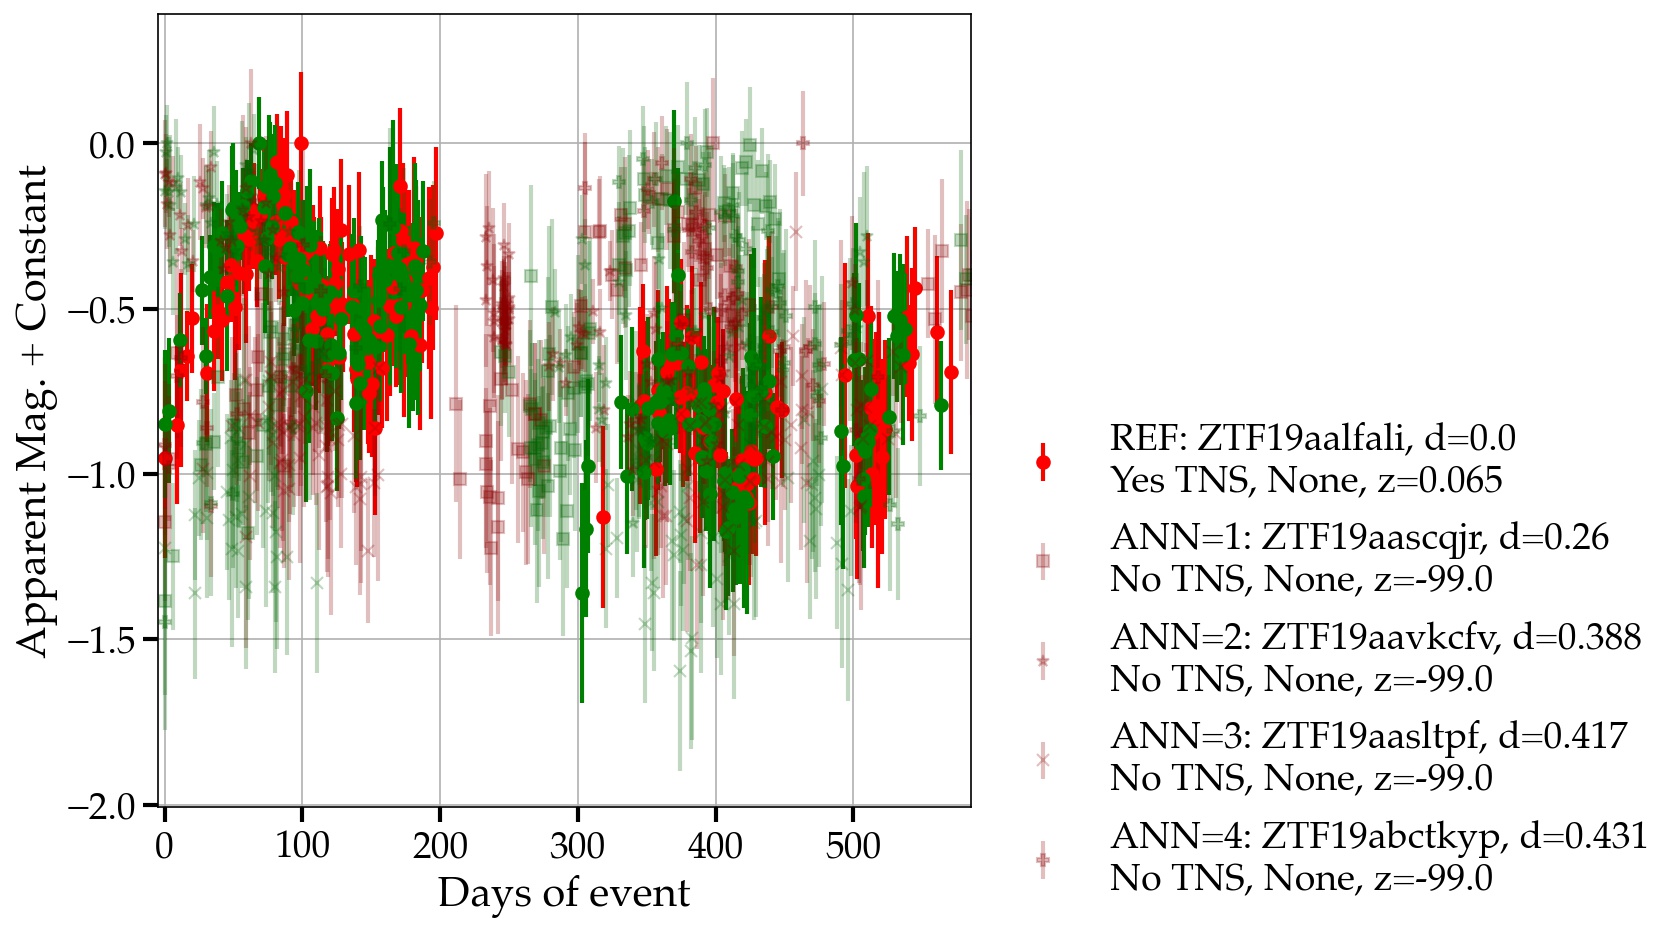 0.0
−0.5
−1.0
−1.5
−2.0
Apparent Mag. + Constant
0 100 200 300 400 500
Days of event
REF: ZTF19aalfali, d=0.0
Yes TNS, None, z=0.065
ANN=1: ZTF19aascqjr, d=0.26
No TNS, None, z=-99.0
ANN=2: ZTF19aavkcfv, d=0.388
No TNS, None, z=-99.0
ANN=3: ZTF19aasltpf, d=0.417
No TNS, None, z=-99.0
ANN=4: ZTF19abctkyp, d=0.431
No TNS, None, z=-99.0